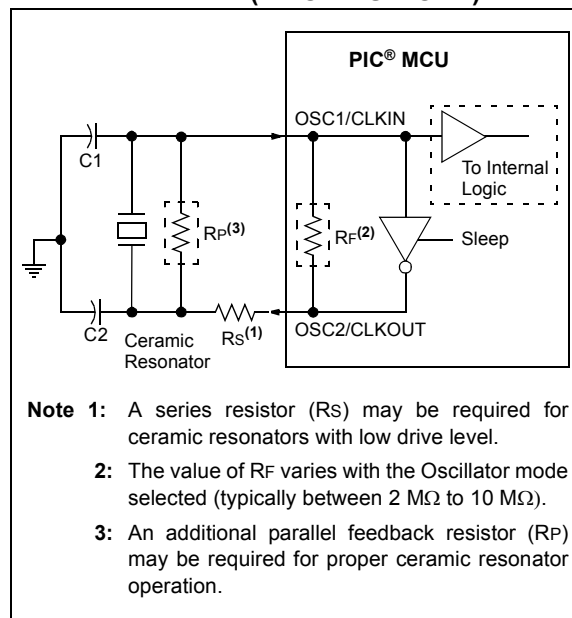 PIC® MCU
OSC1/CLKIN
C1
To Internal
Logic
RP(3)
RF(2)
Sleep
C2
Ceramic
Resonator
RS(1)
OSC2/CLKOUT
Note 1: A series resistor (RS) may be required for
ceramic resonators with low drive level.
2: The value of RF varies with the Oscillator mode
selected (typically between 2 MΩ to 10 MΩ).
3: An additional parallel feedback resistor (RP)
may be required for proper ceramic resonator
operation.